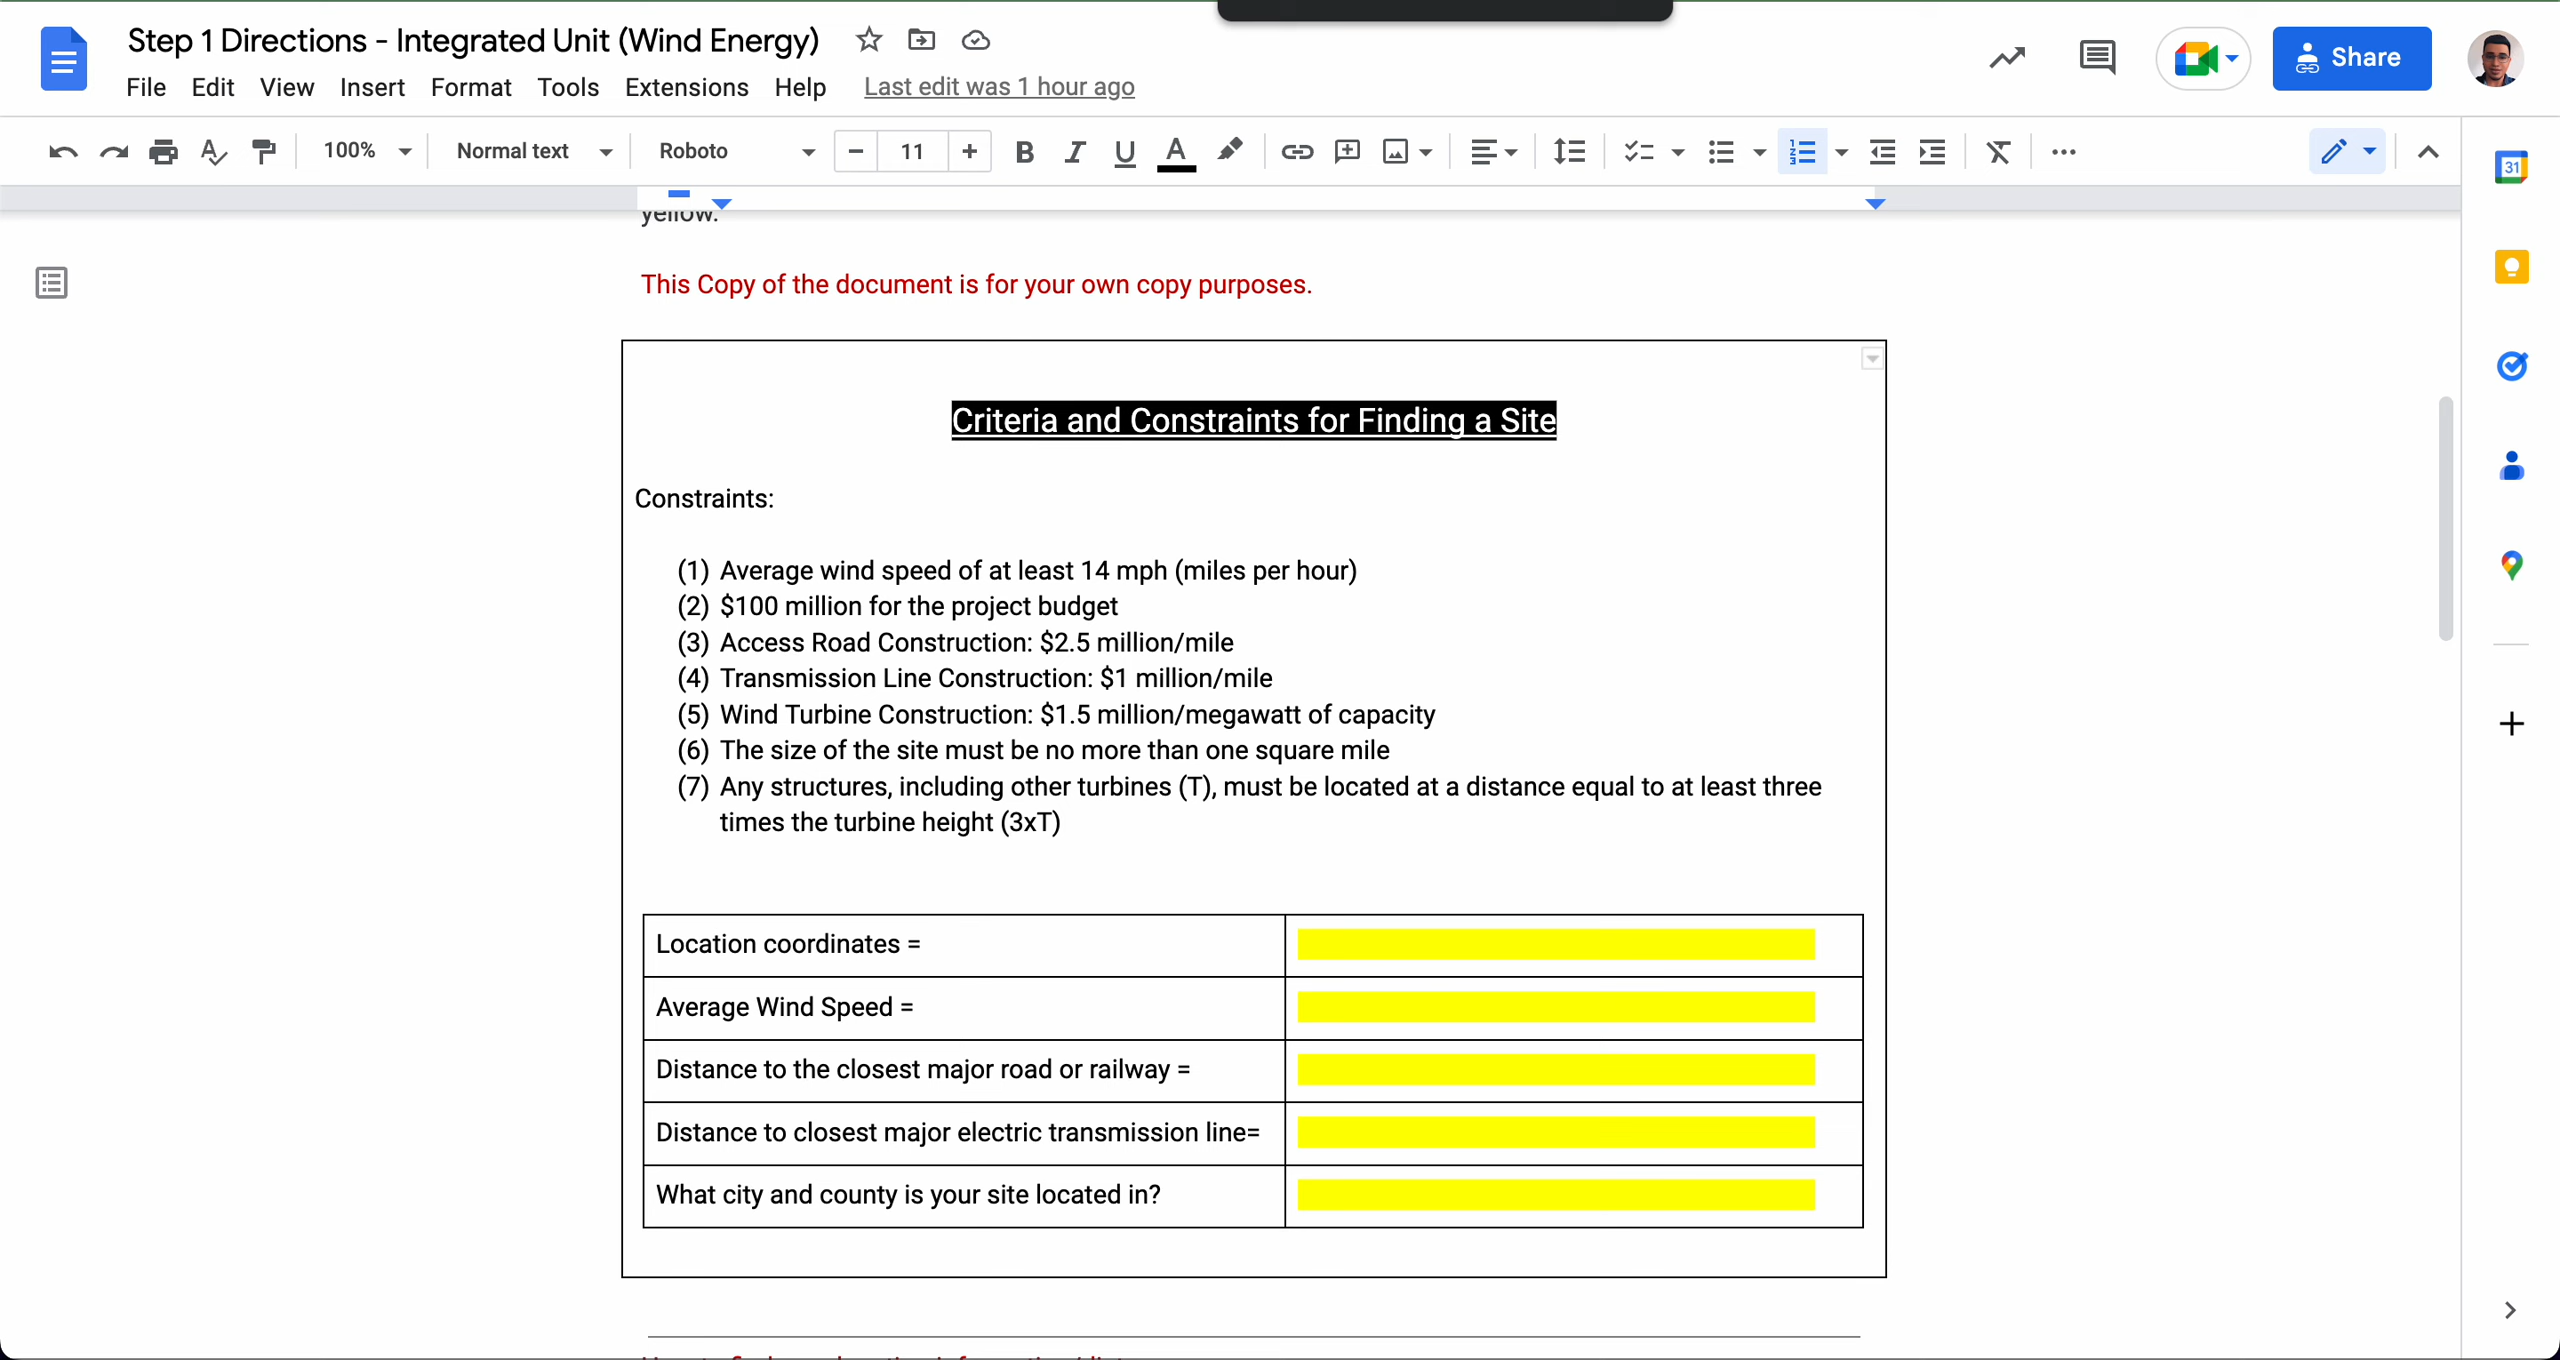 Step 1 Directions - Integrated Unit (Wind Energy)
File Edit View Insert Format Tools Extensions Help Last edit was 1 hour ago
Share
100% Normal text Roboto 11
31
yellow.
This Copy of the document is for your own copy purposes.
Criteria and Constraints for Finding a Site
Constraints:
(1) Average wind speed of at least 14 mph (miles per hour)
(2) $100 million for the project budget
(3) Access Road Construction: $2.5 million/mile
(4) Transmission Line Construction: $1 million/mile
(5) Wind Turbine Construction: $1.5 million/megawatt of capacity
(6) The size of the site must be no more than one square mile
(7) Any structures, including other turbines (T), must be located at a distance equal to at least three
times the turbine height (3xT)
Location coordinates =
Average Wind Speed =
Distance to the closest major road or railway =
Distance to closest major electric transmission line=
What city and county is your site located in?